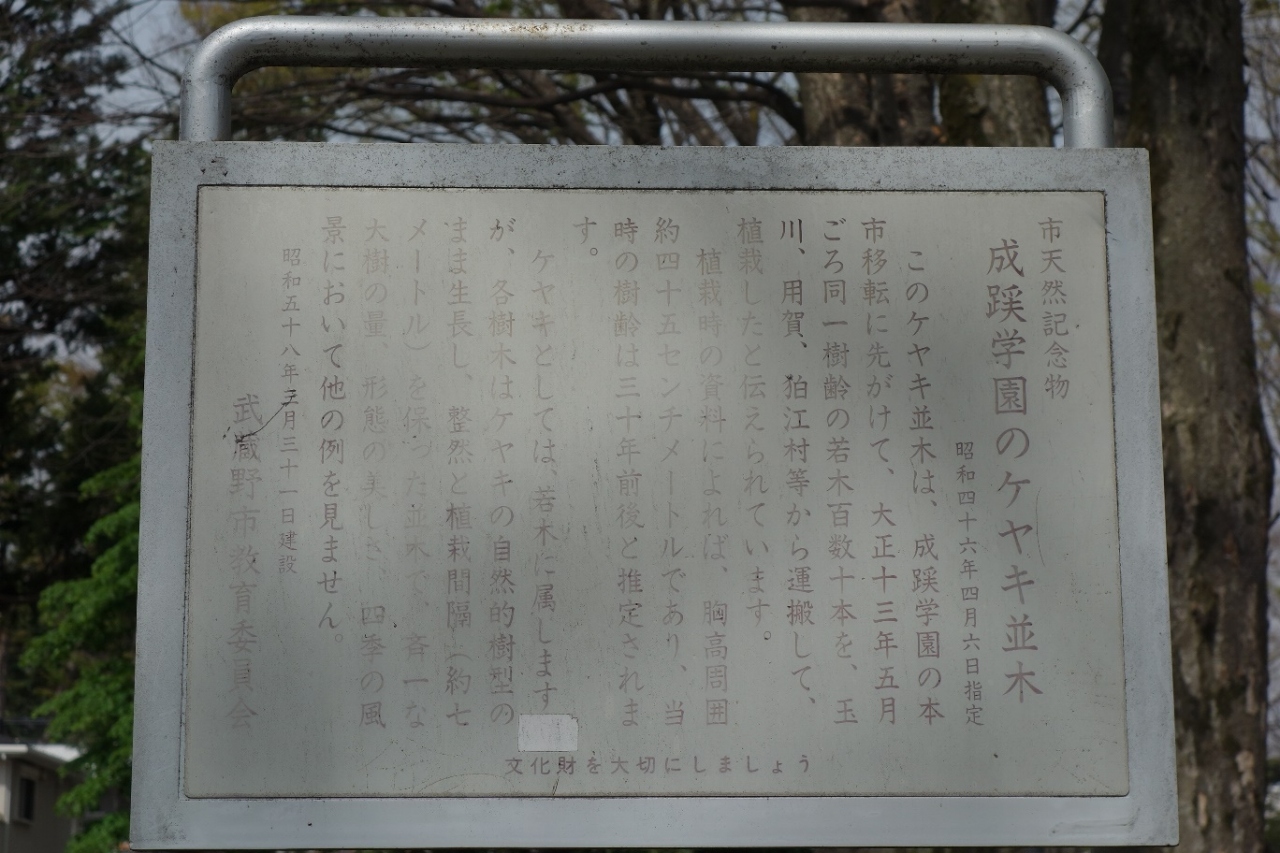 市天然記念物
成蹊学園のケヤキ並木
昭和四十六年四月六日指定
このケヤキ並木は、成蹊学園の本
市移転に先がけて、大正十三年五月
ごろ同一樹齢の若木百数十本を、玉
川、用賀、狛江村等から運搬して、
植栽したと伝えられています。
植栽時の資料によれば、胸高周囲
約四十五センチメートルであり、当
時の樹齢は三十年前後と推定されま
す。
ケヤキとしては、若木に属します
が、各樹木はケヤキの自然的樹型の
まま生長し、整然と植栽間隔（約七
メートル）を保った並木で、斉一な
大樹の量、形態の美しさ、四季の風
景において他の例を見ません。
昭和五十八年三月三十一日建設
武蔵野市教育委員会
文化財を大切にしましょう